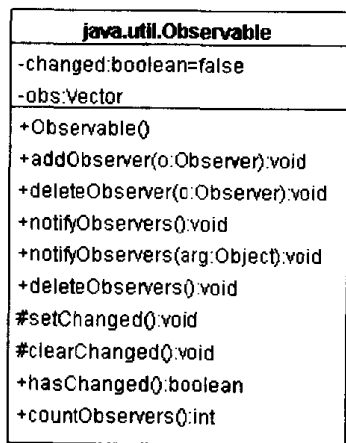 java.util.Observable
-changed:boolean=false
-obs:Vector
+Observable()
+addObserver(o:Observer):void
+deleteObserver(o:Observer):void
+notifyObservers():void
+notifyObservers(arg:Object):void
+deleteObservers():void
#setChanged():void
#clearChanged():void
+hasChanged():boolean
+countObservers():int